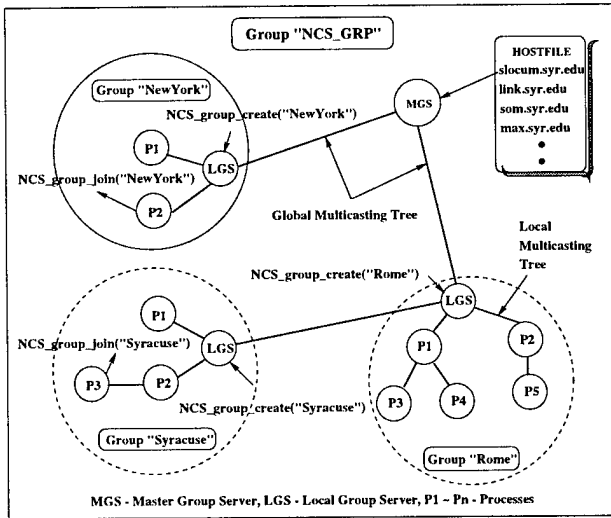 Group "NCS_GRP"
HOSTFILE
slocum.syr.edu
link.syr.edu
som.syr.edu
max.syr.edu
Group "NewYork"
NCS_group_create("NewYork")
MGS
P1
LGS
NCS_group_join("NewYork")
P2
Global Multicasting Tree
Local
Multicasting
Tree
NCS_group_create("Rome")
LGS
P1
NCS_group_join("Syracuse")
LGS
P3
P2
NCS_group_create("Syracuse")
Group "Syracuse"
P1
P2
P3
P4
P5
Group "Rome"
MGS - Master Group Server, LGS - Local Group Server, P1 ~ Pn - Processes